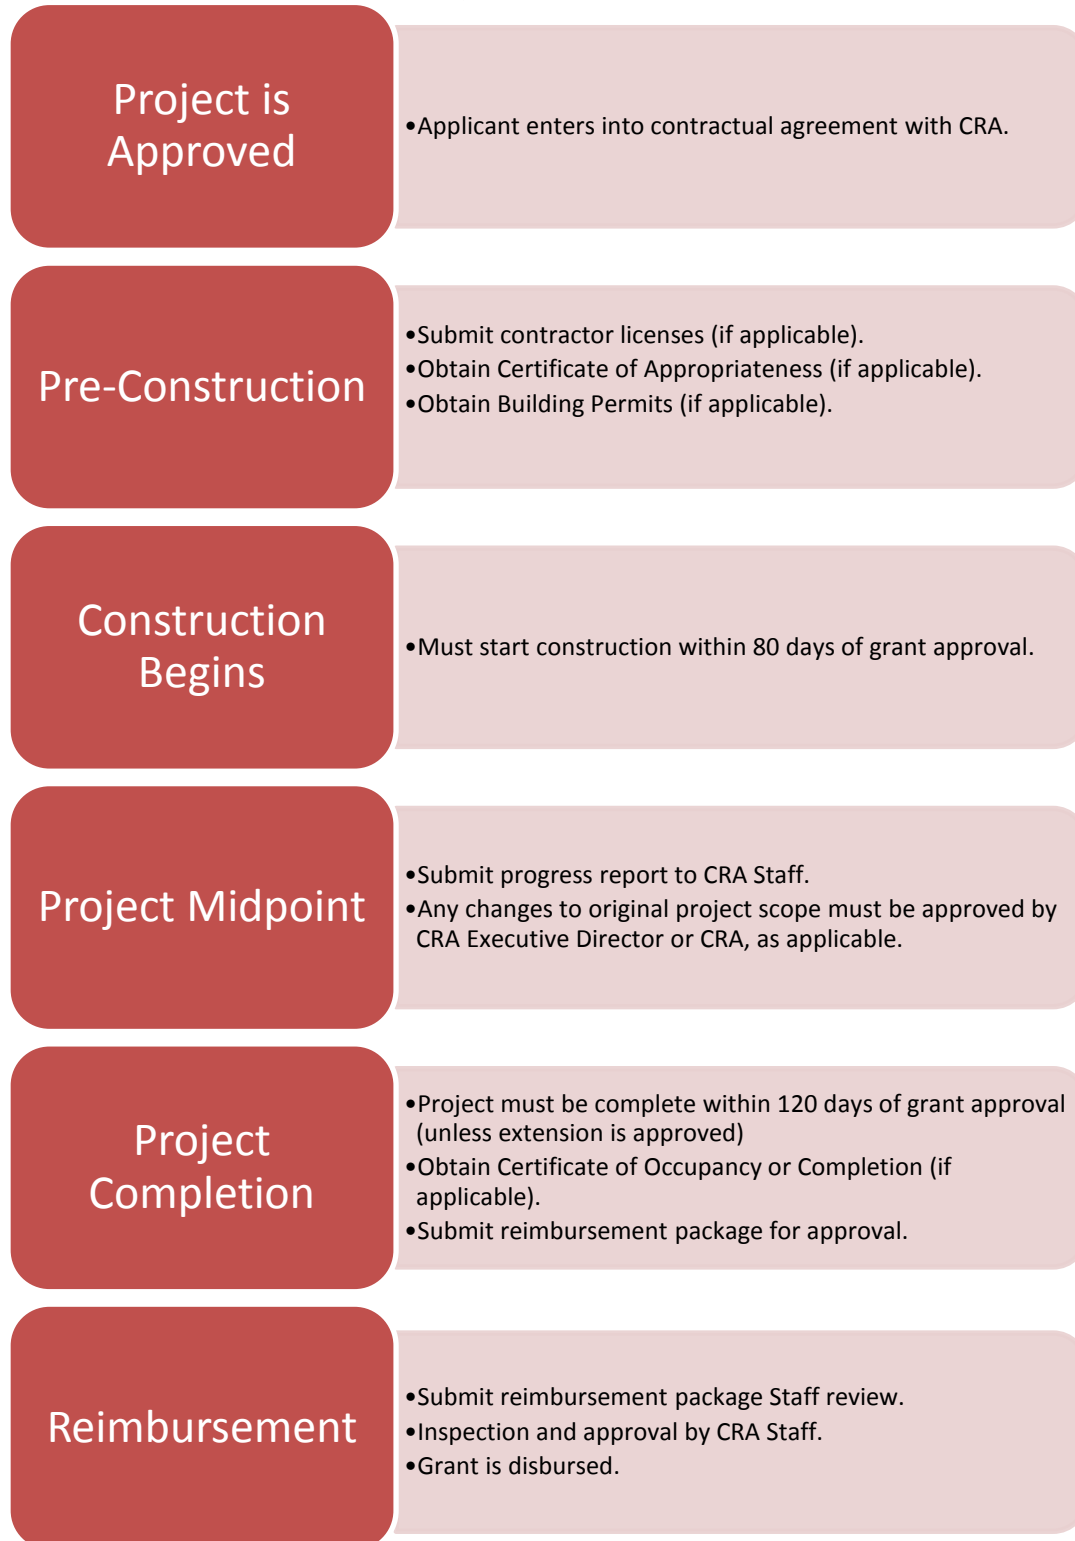 Project is
Approved
•Applicant enters into contractual agreement with CRA.
Pre-Construction
•Submit contractor licenses (if applicable).
•Obtain Certificate of Appropriateness (if applicable).
•Obtain Building Permits (if applicable).
Construction
Begins
•Must start construction within 80 days of grant approval.
Project Midpoint
•Submit progress report to CRA Staff.
•Any changes to original project scope must be approved by
CRA Executive Director or CRA, as applicable.
Project
Completion
•Project must be complete within 120 days of grant approval
(unless extension is approved)
•Obtain Certificate of Occupancy or Completion (if
applicable).
•Submit reimbursement package for approval.
Reimbursement
•Submit reimbursement package Staff review.
•Inspection and approval by CRA Staff.
•Grant is disbursed.